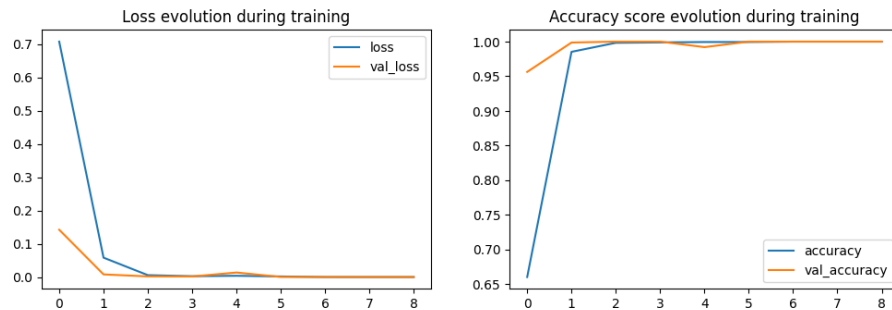 Loss evolution during training
0.7
0.6
0.5
0.4
0.3
0.2
0.1
0.0
loss
val_loss
0 1 2 3 4 5 6 7 8
Accuracy score evolution during training
1.00
0.95
0.90
0.85
0.80
0.75
0.70
0.65
accuracy
val_accuracy
0 1 2 3 4 5 6 7 8